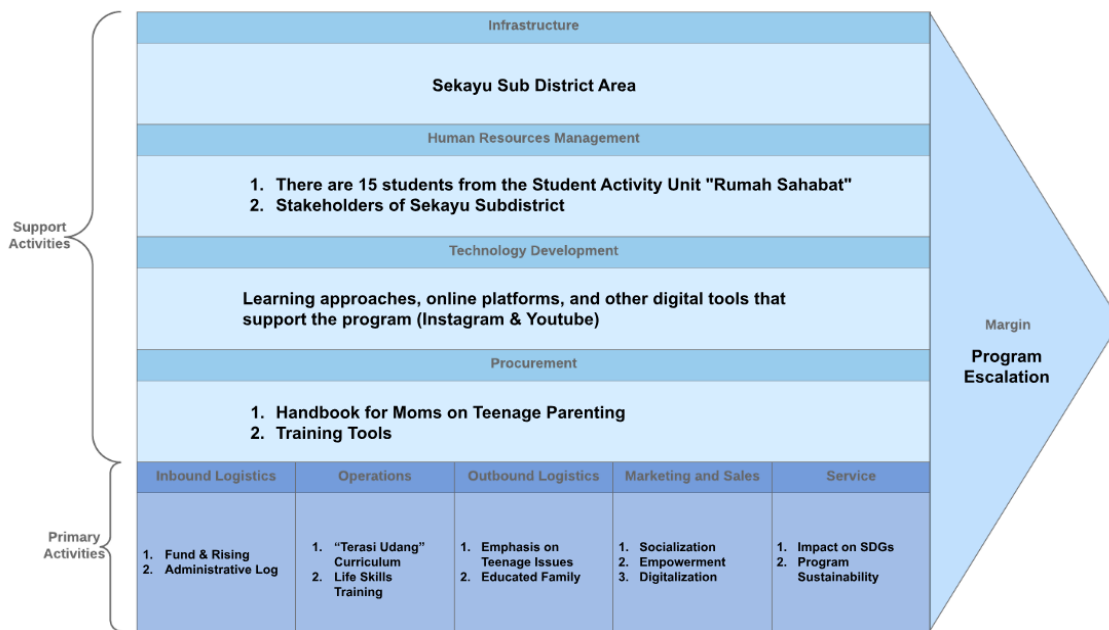 Infrastructure
Sekayu Sub District Area
Human Resources Management
1. There are 15 students from the Student Activity Unit "Rumah Sahabat"
2. Stakeholders of Sekayu Subdistrict
Support
Activities
Technology Development
Learning approaches, online platforms, and other digital tools that
support the program (Instagram & Youtube)
Procurement
1. Handbook for Moms on Teenage Parenting
2. Training Tools
Margin
Program
Escalation
Primary
Activities
Inbound Logistics
1. Fund & Rising
2. Administrative Log
Operations
1. “Terasi Udang”
Curriculum
2. Life Skills
Training
Outbound Logistics
1. Emphasis on
Teenage Issues
2. Educated Family
Marketing and Sales
1. Socialization
2. Empowerment
3. Digitalization
Service
1. Impact on SDGs
2. Program
Sustainability